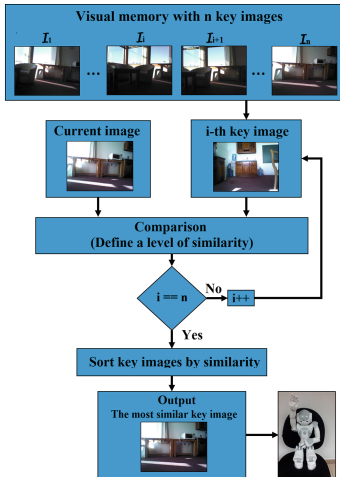 Visual memory with n key images
I1 Ii Ii+1 In
... ...
Current image
i-th key image
Comparison
(Define a level of similarity)
i == n
No
i++
Yes
Sort key images by similarity
Output
The most similar key image